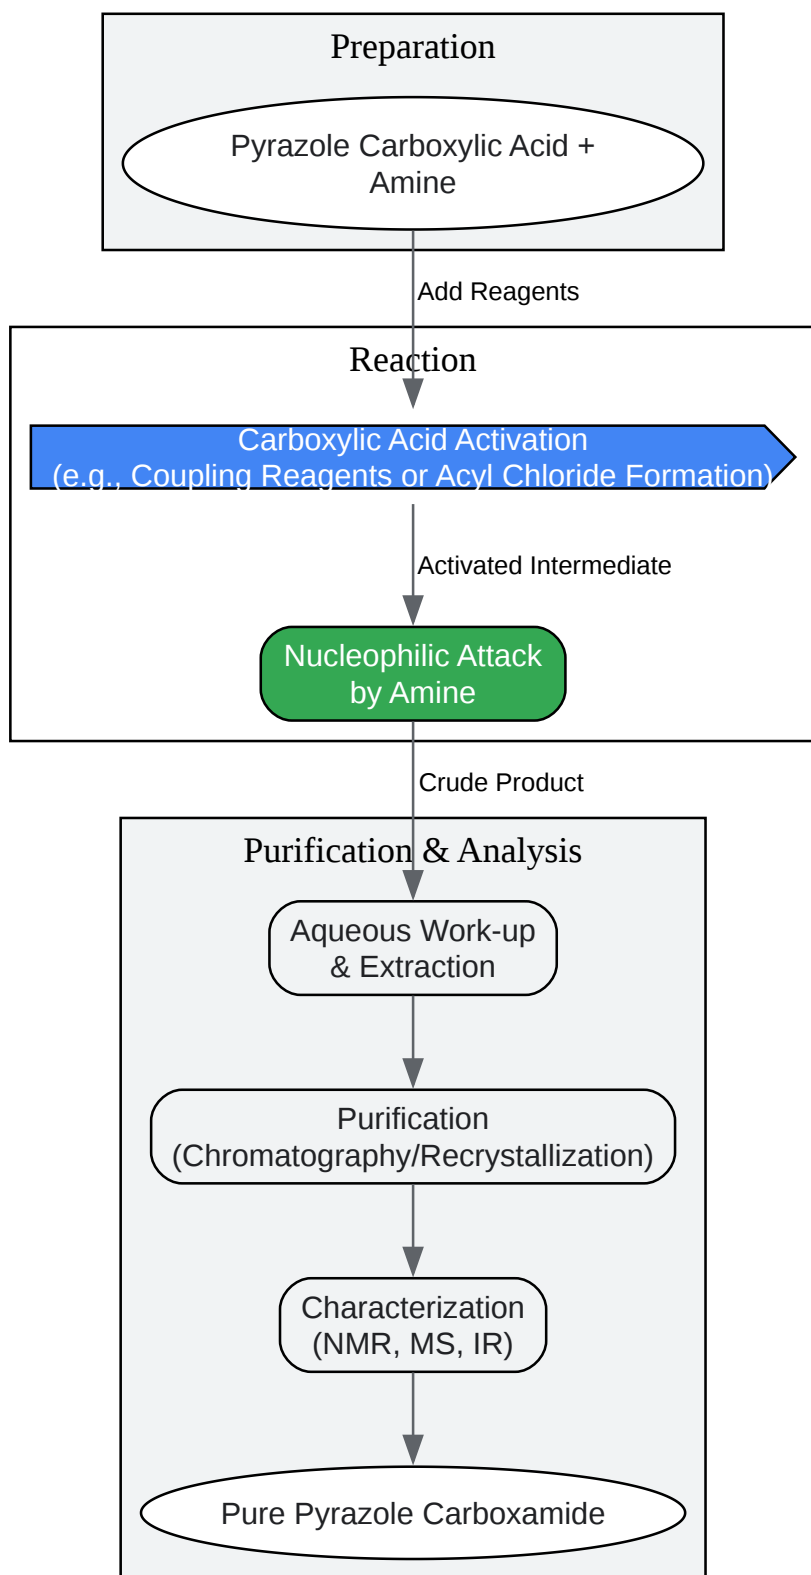 Preparation
Pyrazole Carboxylic Acid +
Amine
Add Reagents
Reaction
Carboxylic Acid Activation
(e.g., Coupling Reagents or Acyl Chloride Formation)
Activated Intermediate
Nucleophilic Attack
by Amine
Crude Product
Purification & Analysis
Aqueous Work-up
& Extraction
Purification
(Chromatography/Recrystallization)
Characterization
(NMR, MS, IR)
Pure Pyrazole Carboxamide